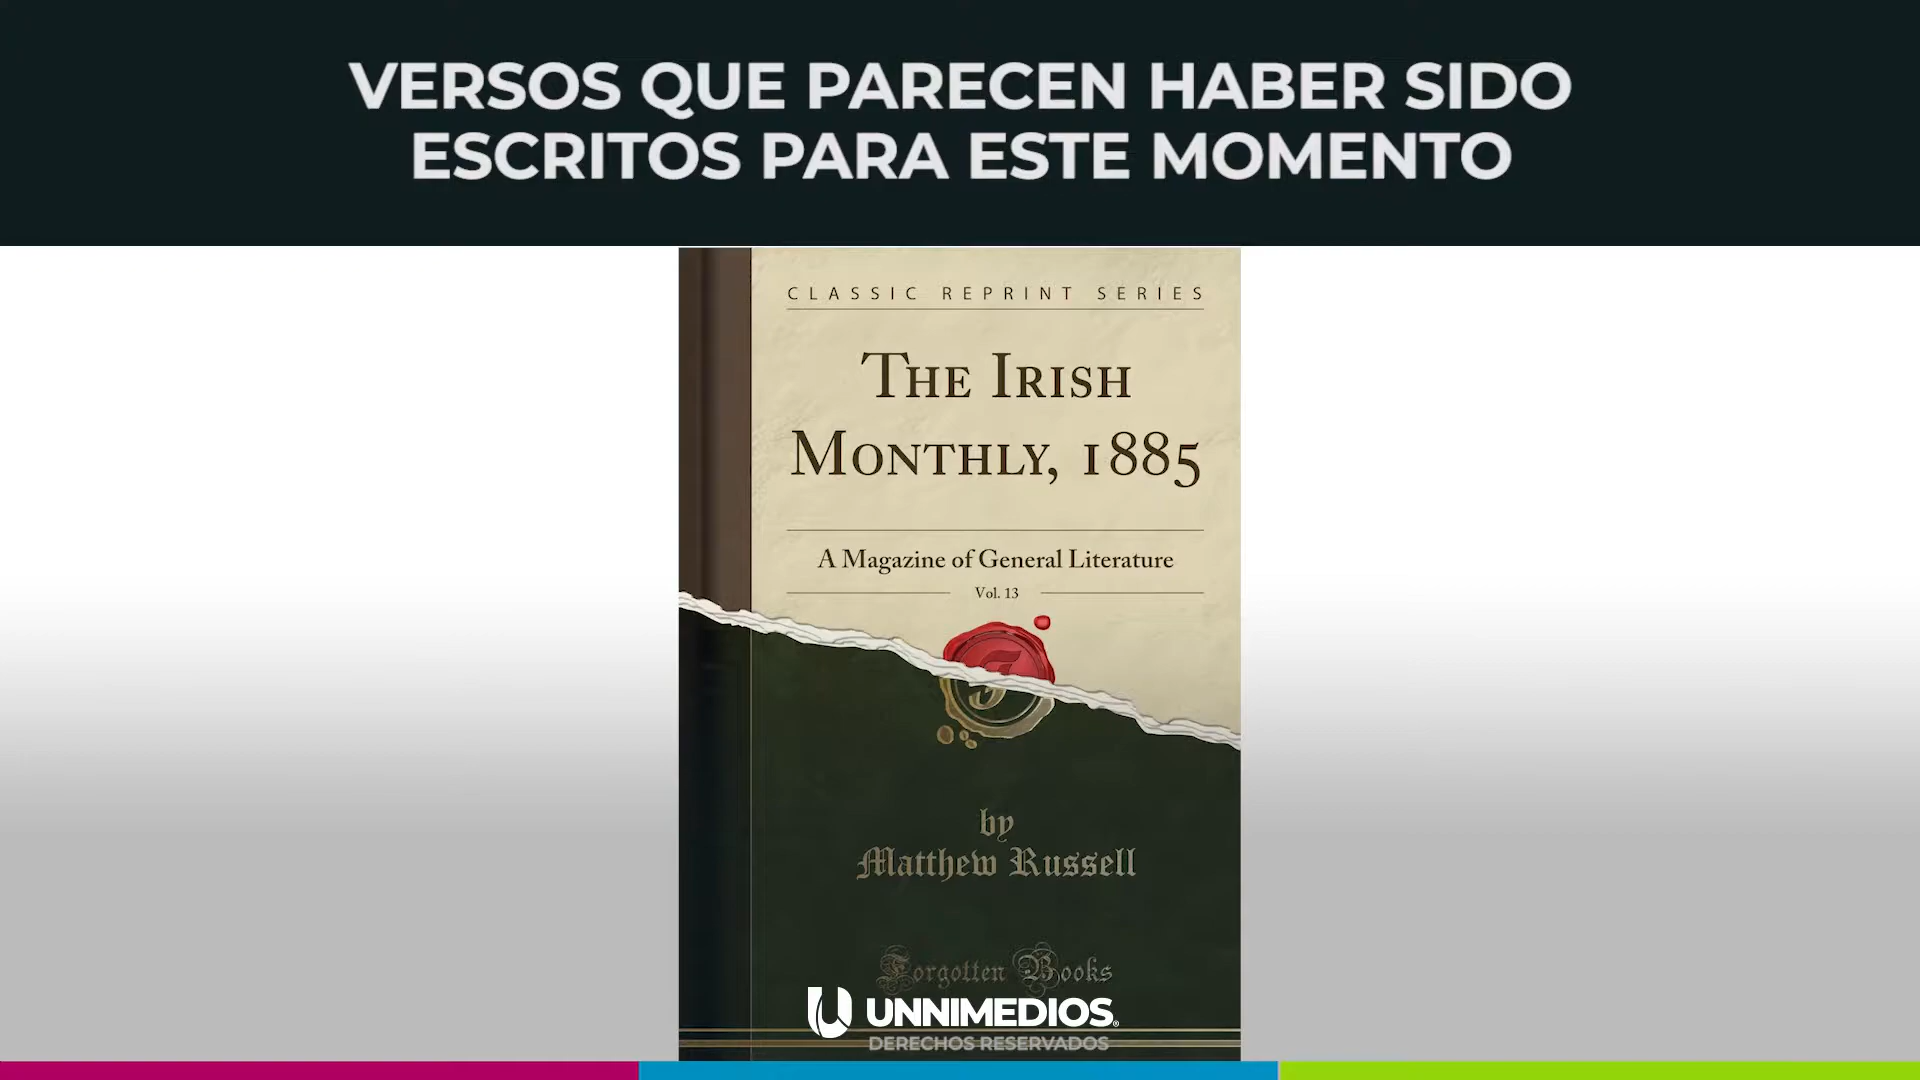 VERSOS QUE PARECEN HABER SIDO
ESCRITOS PARA ESTE MOMENTO
CLASSIC REPRINT SERIES
THE IRISH
MONTHLY, 1885
A Magazine of General Literature
Vol. 13
by
Matthew Russell
Forgotten Books
UNNIMEDIOS®
DERECHOS RESERVADOS